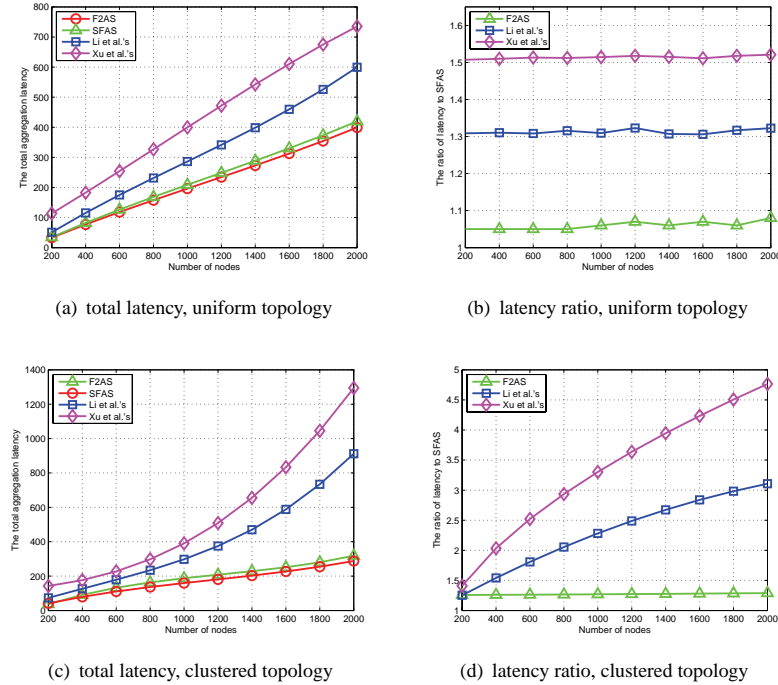 800
700
600
500
400
300
200
100
0
200 400 600 800 1000 1200 1400 1600 1800 2000
Number of nodes
The total aggregation latency
F2AS
SFAS
Li et al.'s
Xu et al.'s
(a) total latency, uniform topology
1.6
1.5
1.4
1.3
1.2
1.1
1
200 400 600 800 1000 1200 1400 1600 1800 2000
Number of nodes
The ratio of latency to SFAS
F2AS
Li et al.'s
Xu et al.'s
(b) latency ratio, uniform topology
1400
1200
1000
800
600
400
200
0
200 400 600 800 1000 1200 1400 1600 1800 2000
Number of nodes
The total aggregation latency
F2AS
SFAS
Li et al.'s
Xu et al.'s
(c) total latency, clustered topology
5
4.5
4
3.5
3
2.5
2
1.5
1
200 400 600 800 1000 1200 1400 1600 1800 2000
Number of nodes
The ratio of latency to SFAS
F2AS
Li et al.'s
Xu et al.'s
(d) latency ratio, clustered topology